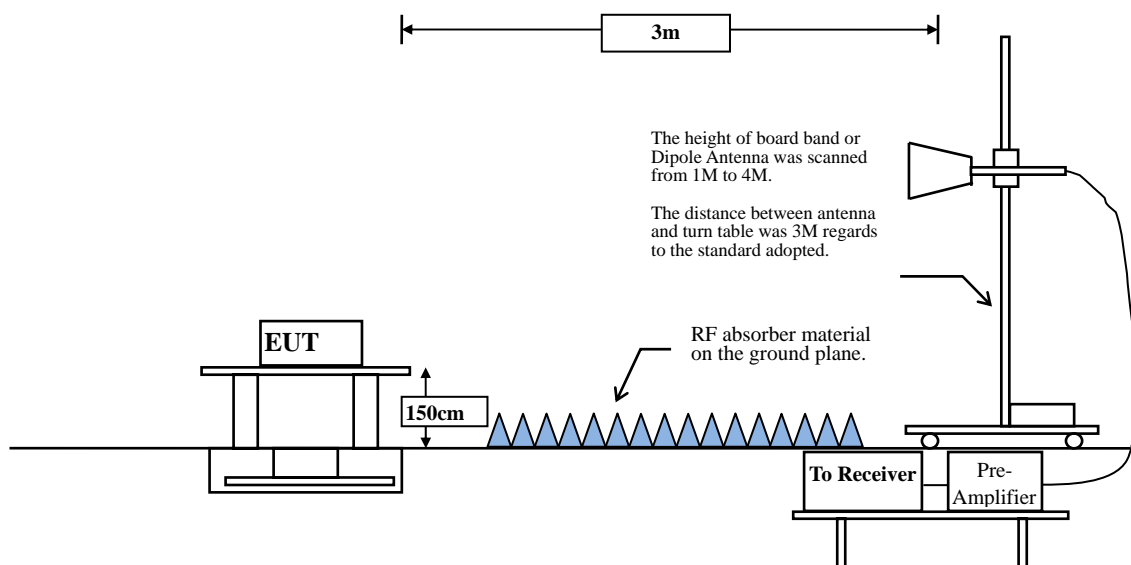 3m
The height of board band or
Dipole Antenna was scanned
from 1M to 4M.
The distance between antenna
and turn table was 3M regards
to the standard adopted.
EUT
RF absorber material
on the ground plane.
150cm
To Receiver
Pre-
Amplifier